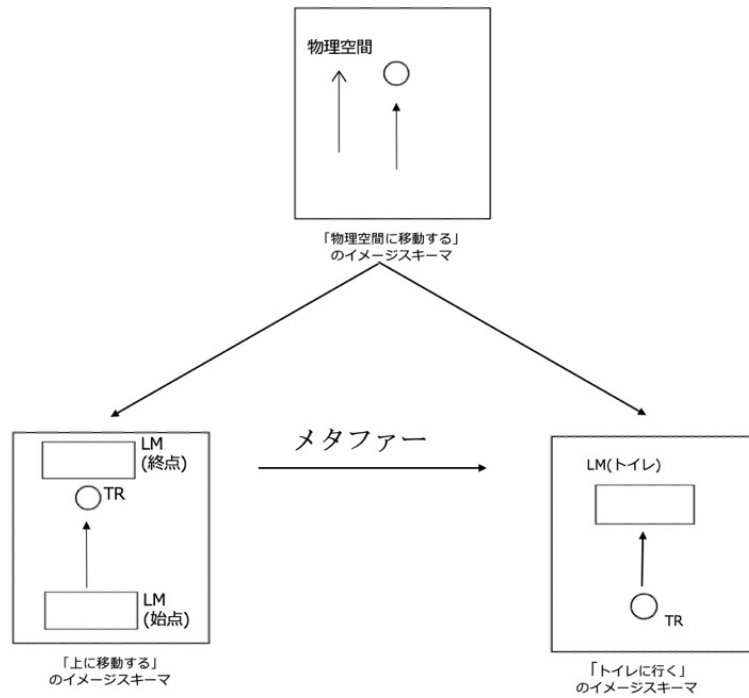 物理空間
「物理空間に移動する」
のイメージスキーマ
メタファー
LM
(終点)
TR
LM
(始点)
「上に移動する」
のイメージスキーマ
LM(トイレ)
TR
「トイレに行く」
のイメージスキーマ